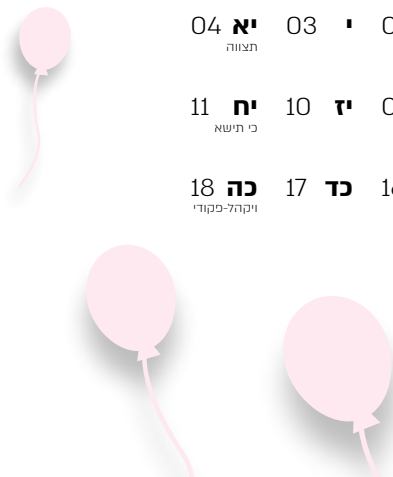 י 03 יא 04
תצווה
יז 10 יח 11
כי תישא
כד 17 כה 18
ויקהל-פקודי